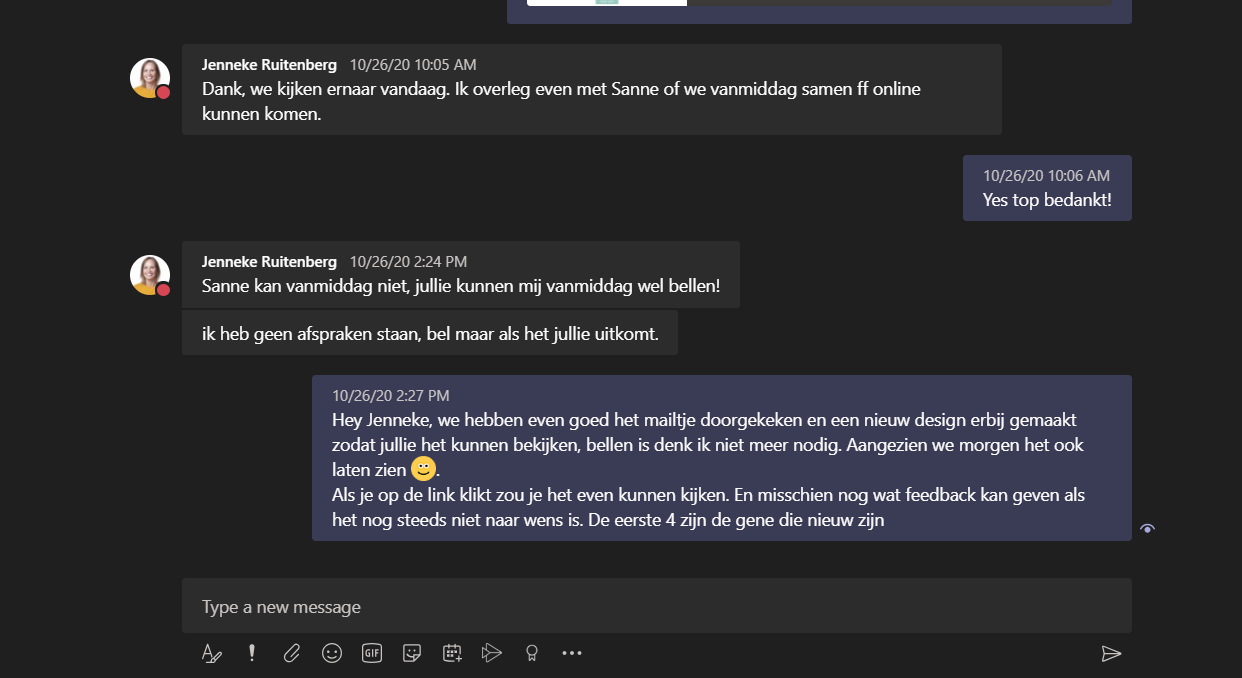 Jenneke Ruitenberg 10/26/20 10:05 AM
Dank, we kijken ernaar vandaag. Ik overleg even met Sanne of we vanmiddag samen ff online
kunnen komen.
10/26/20 10:06 AM
Yes top bedankt!
Jenneke Ruitenberg 10/26/20 2:24 PM
Sanne kan vanmiddag niet, jullie kunnen mij vanmiddag wel bellen!
ik heb geen afspraken staan, bel maar als het jullie uitkomt.
10/26/20 2:27 PM
Hey Jenneke, we hebben even goed het mailtje doorgekeken en een nieuw design erbij gemaakt
zodat jullie het kunnen bekijken, bellen is denk ik niet meer nodig. Aangezien we morgen het ook
laten zien 🙂.
Als je op de link klikt zou je het even kunnen kijken. En misschien nog wat feedback kan geven als
het nog steeds niet naar wens is. De eerste 4 zijn de gene die nieuw zijn
Type a new message
GIF